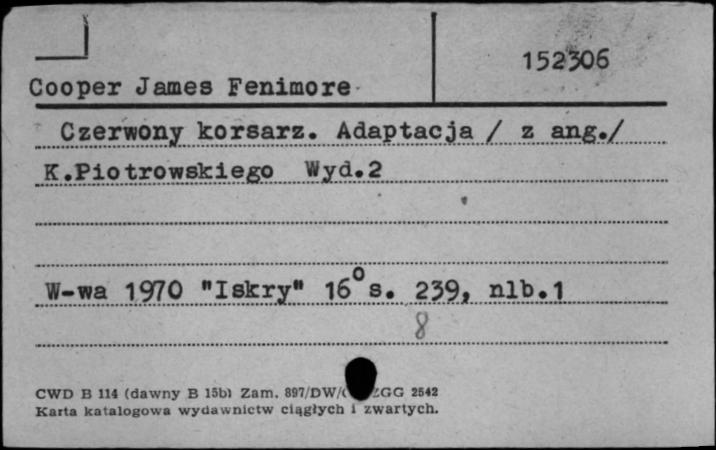 152306
Cooper James Fenimore
Czerwony korsarz. Adaptacja / z ang./
K.Piotrowskiego Wyd.2
W-wa 1970 "Iskry" 16° s. 239, nlb.1
8
CWD B 114 (dawny B 15b) Zam. 897/DW/ ZGG 2542
Karta katalogowa wydawnictw ciągłych i zwartych.